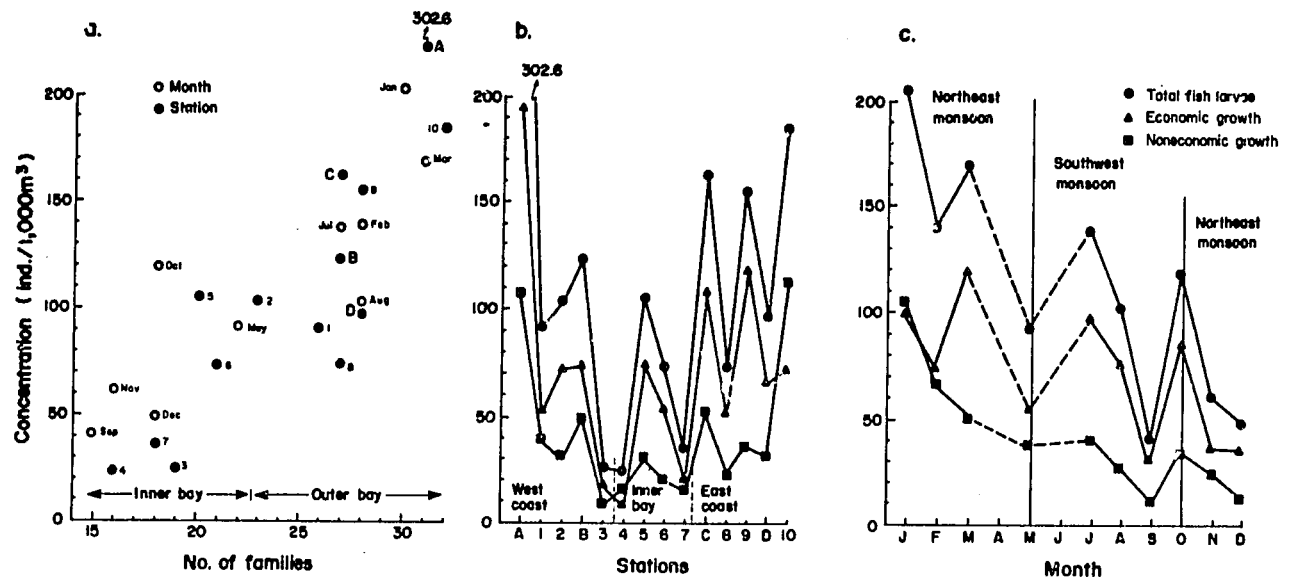 a.
302.6
A
Month
Station
Jan
10
Mar
C
9
Jul
Feb
B
Oct
5
2
Aug
D
May
1
6
8
Nov
Dec
Sep
7
4
3
Inner bay
Outer bay
200
150
100
50
0
15 20 25 30
Concentration ( ind./1,000m³ )
No. of families
b.
302.6
200
150
100
50
0
West coast
Inner bay
East coast
A 1 2 B 3 4 5 6 7 C 8 9 D 10
Stations
c.
Northeast monsoon
Total fish larvae
Economic growth
Noneconomic growth
Southwest monsoon
Northeast monsoon
200
150
100
50
0
J F M A M J J A S O N D
Month